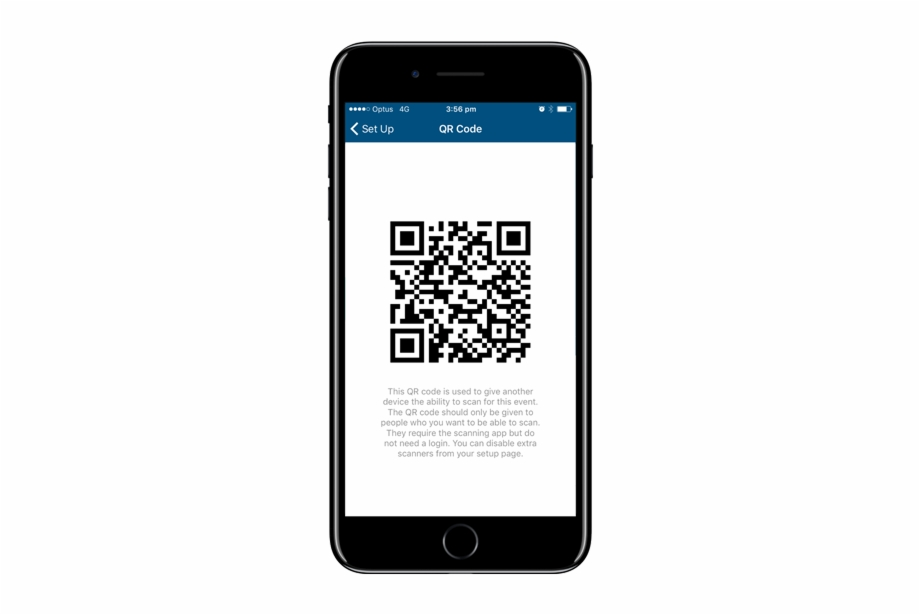 Optus 4G 3:56 pm
Set Up QR Code
This QR code is used to give another
device the ability to scan for this event.
The QR code should only be given to
people who you want to be able to scan.
They require the scanning app but do
not need a login. You can disable extra
scanners from your setup page.